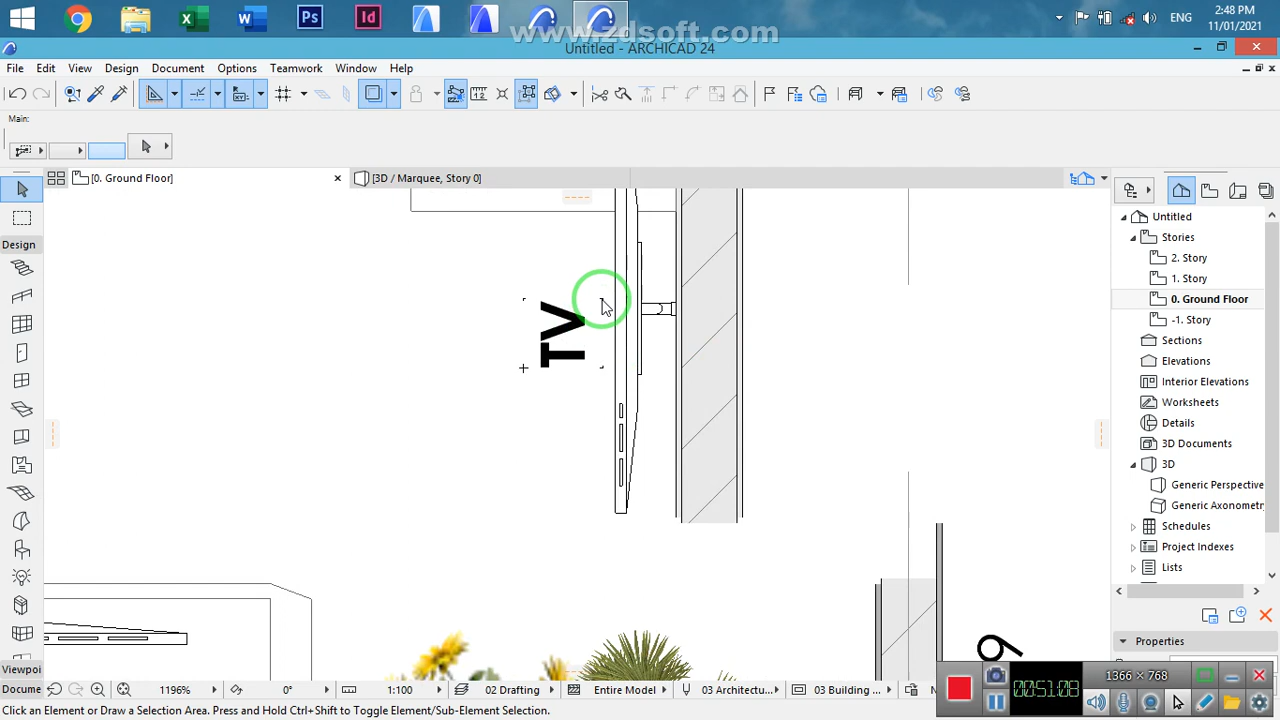 ENG
2:48 PM
11/01/2021
www.zdsoft.com
Untitled - ARCHICAD 24
File Edit View Design Document Options Teamwork Window Help
Main:
[0. Ground Floor]
[3D / Marquee, Story 0]
Design
Untitled
Stories
2. Story
1. Story
0. Ground Floor
-1. Story
Sections
Elevations
Interior Elevations
Worksheets
Details
3D Documents
3D
Generic Perspective
Generic Axonometr
Schedules
Project Indexes
Lists
TV
Properties
9
Viewpoi
Docume
1196%
0°
1:100
02 Drafting
Entire Model
03 Architectu...
03 Building ...
N
00:51:08
1366 × 768
Click an Element or Draw a Selection Area. Press and Hold Ctrl+Shift to Toggle Element/Sub-Element Selection.